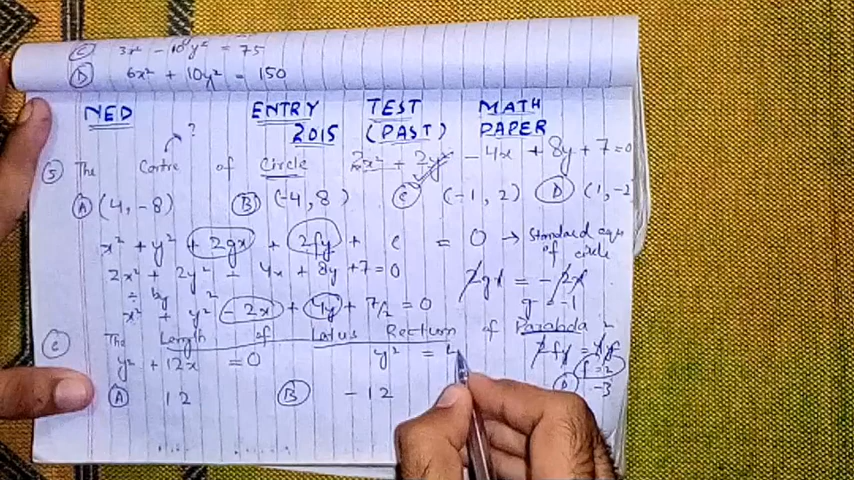 Ⓒ 3x² - 10y² = 75
Ⓓ 6x² + 10y² = 150
NED ENTRY TEST MATH
2015 (PAST) PAPER
?
⑤ The Centre of Circle 2x² + 2y² - 4x + 8y + 7 = 0
Ⓐ (4, -8) Ⓑ (-4, 8) Ⓒ (-1, 2) Ⓓ (1, -2
x² + y² + 2gx + 2fy + c = 0 → Standard eqn of circle
2x² + 2y² - 4x + 8y + 7 = 0
2gx = -2x
÷ by 2
g = -1
x² + y² - 2x + 4y + 7/2 = 0
The Length of Latus Rectum of Parabola
2fy = 4y
y² + 12x = 0 y² = 4
f = 2
Ⓐ 12 Ⓑ -12 Ⓓ -3